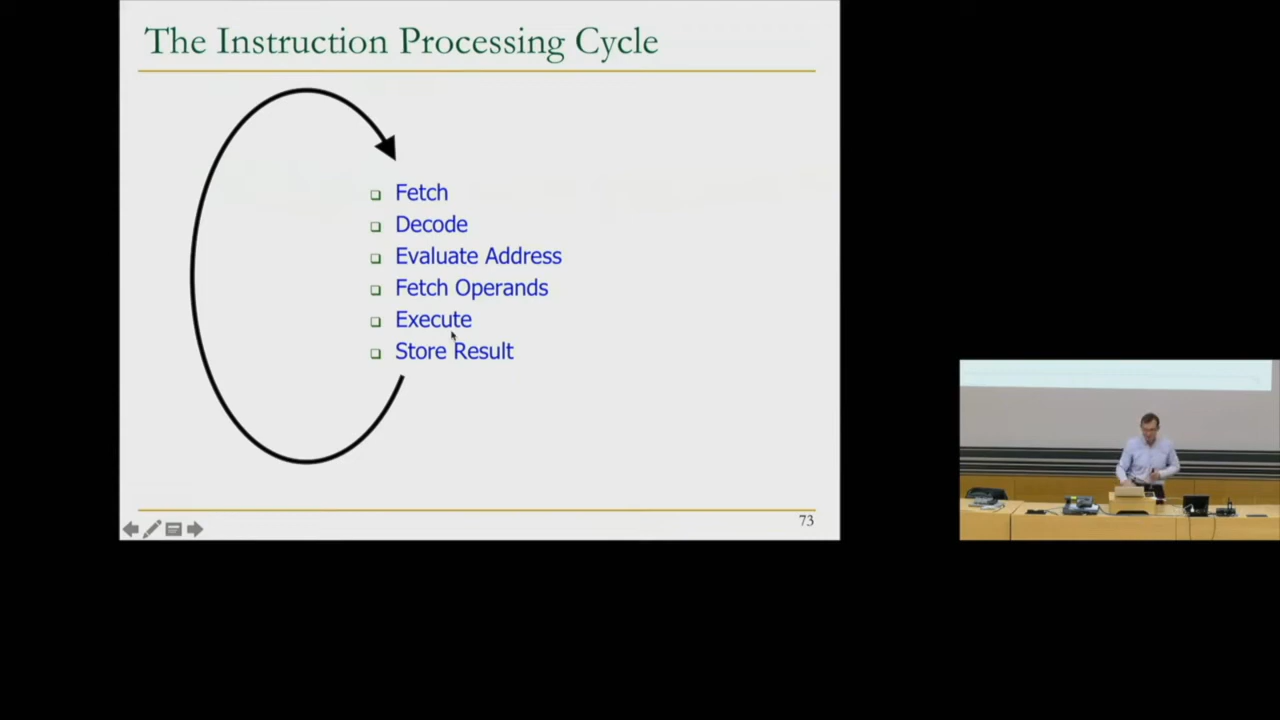 The Instruction Processing Cycle
Fetch
Decode
Evaluate Address
Fetch Operands
Execute
Store Result
73